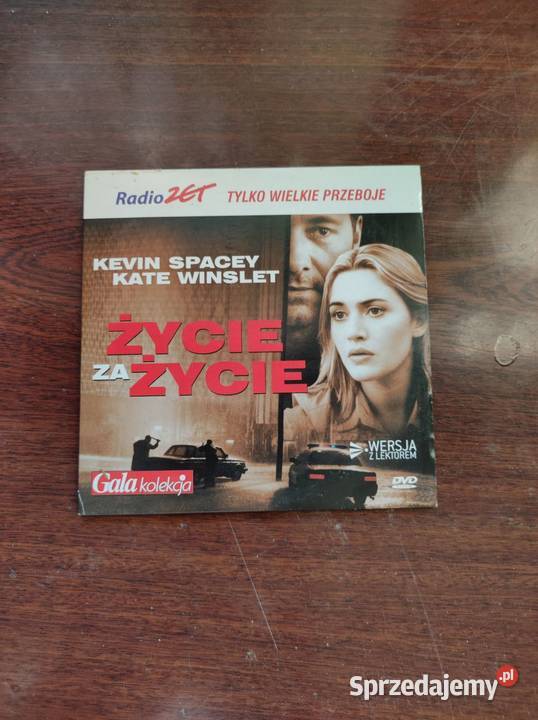 Radio ZET TYLKO WIELKIE PRZEBOJE
KEVIN SPACEY
KATE WINSLET
ŻYCIE
ZA ŻYCIE
WERSJA
Z LEKTOREM
Gala kolekcja
DVD
Sprzedajemy.pl